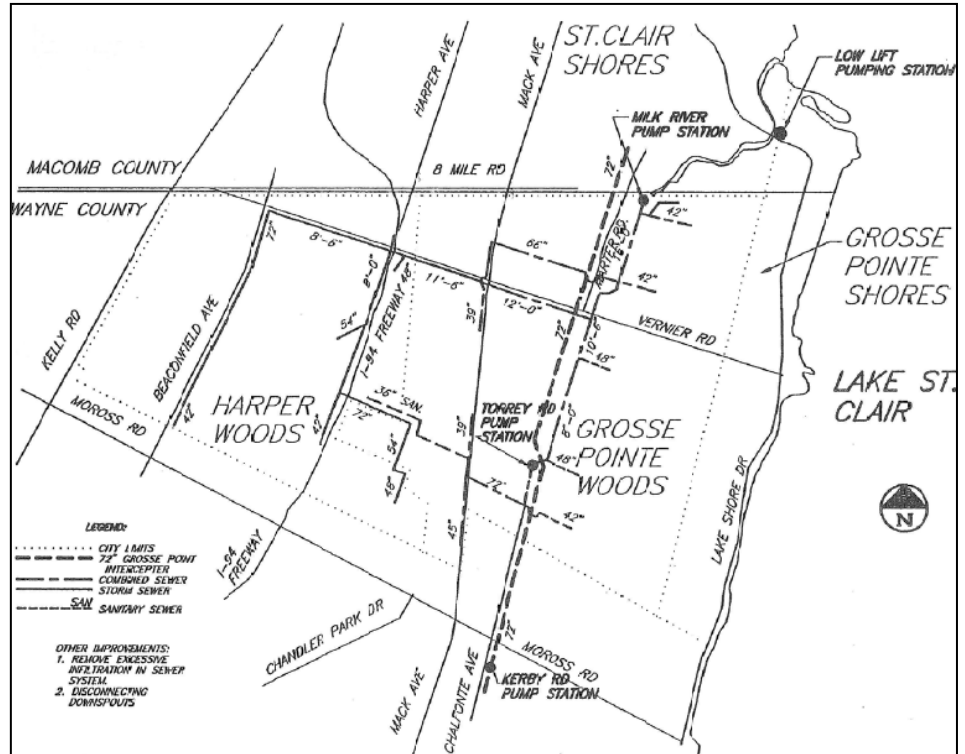 ST.CLAIR
SHORES
LOW LIFT
PUMPING STATION
HARPER AVE
MACK AVE
MILK RIVER
PUMP STATION
MACOMB COUNTY
8 MILE RD
WAYNE COUNTY
72"
42"
72"
8'-6"
66"
MARTER RD.
GROSSE
POINTE
SHORES
KELLY RD
BEACONFIELD AVE
8'-0"
48"
11'-6"
42"
39"
12'-0"
72"
10'-6"
VERNIER RD
54"
I-94 FREEWAY
48"
LAKE ST.
CLAIR
MOROSS RD
42"
HARPER
WOODS
42"
36" SAN.
72"
54"
48"
39"
TORREY RD
PUMP
STATION
8'-0"
GROSSE
POINTE
WOODS
48"
72"
42"
LAKE SHORE DR
N
45"
I-94
FREEWAY
LEGEND:
CITY LIMITS
72" GROSSE POINT
INTERCEPTER
COMBINED SEWER
STORM SEWER
SAN SANITARY SEWER
OTHER IMPROVEMENTS:
1. REMOVE EXCESSIVE
INFILTRATION IN SEWER
SYSTEM.
2. DISCONNECTING
DOWNSPOUTS
CHANDLER PARK DR
MACK AVE
CHALFONTE AVE
72"
MOROSS RD
KERBY RD
PUMP STATION